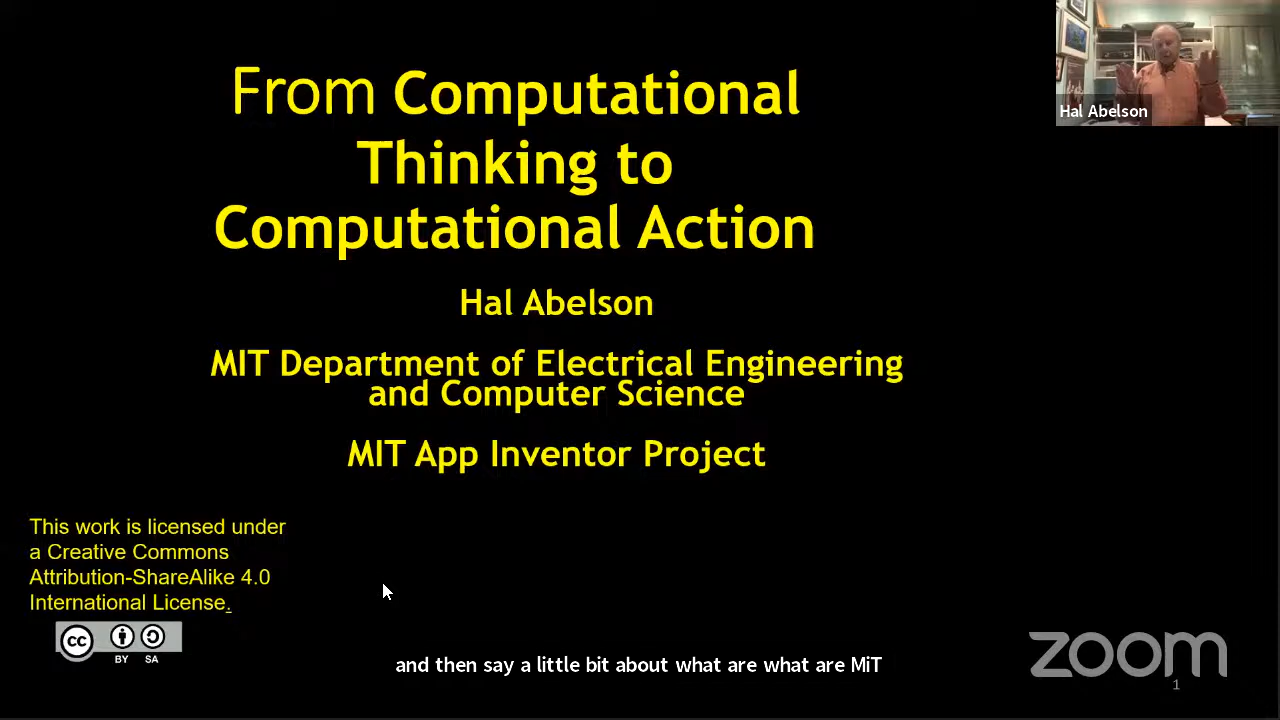 From Computational
Thinking to
Computational Action
Hal Abelson
Hal Abelson
MIT Department of Electrical Engineering
and Computer Science
MIT App Inventor Project
This work is licensed under
a Creative Commons
Attribution-ShareAlike 4.0
International License.
cc
BY SA
and then say a little bit about what are what are MiT
zoom
1